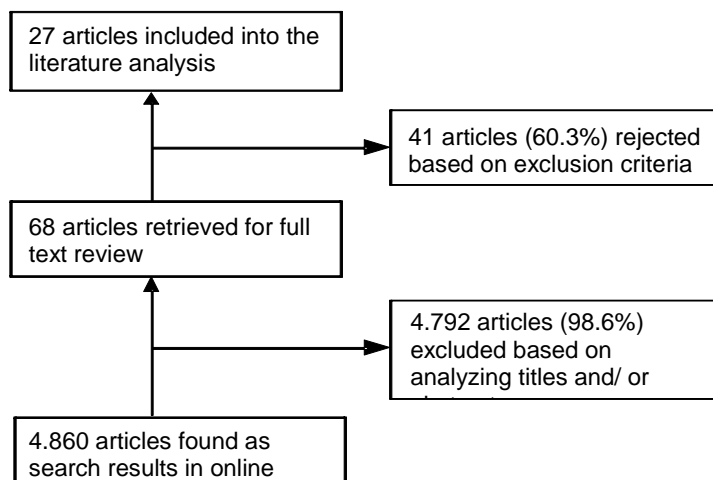 27 articles included into the
literature analysis
41 articles (60.3%) rejected
based on exclusion criteria
68 articles retrieved for full
text review
4.792 articles (98.6%)
excluded based on
analyzing titles and/ or
4.860 articles found as
search results in online